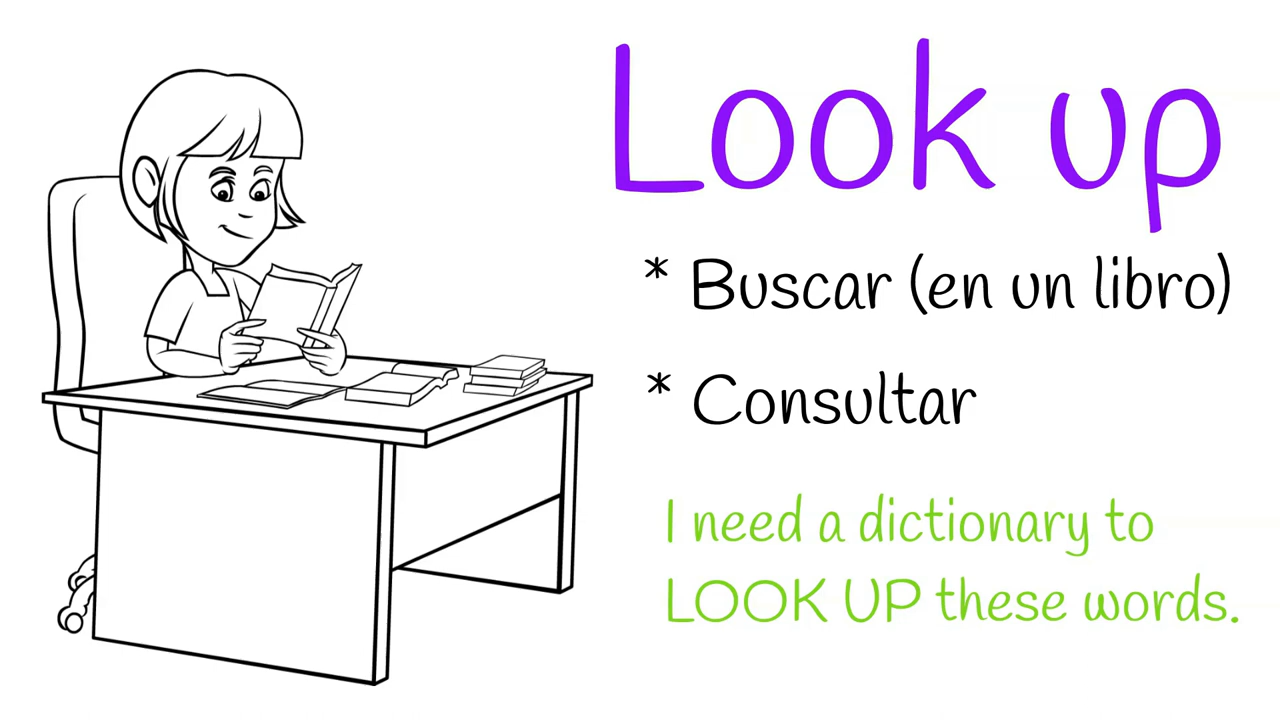 Look up
* Buscar (en un libro)
* Consultar
I need a dictionary to
LOOK UP these words.